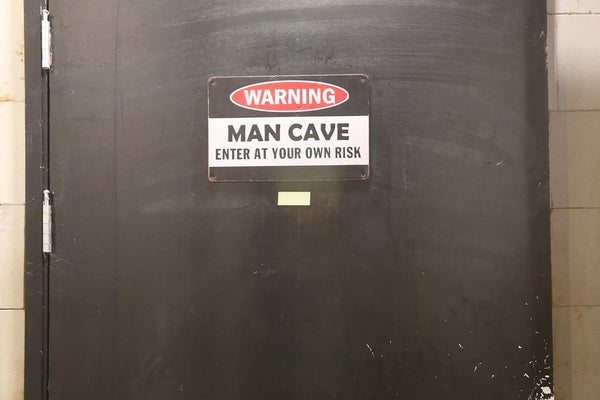 WARNING
MAN CAVE
ENTER AT YOUR OWN RISK